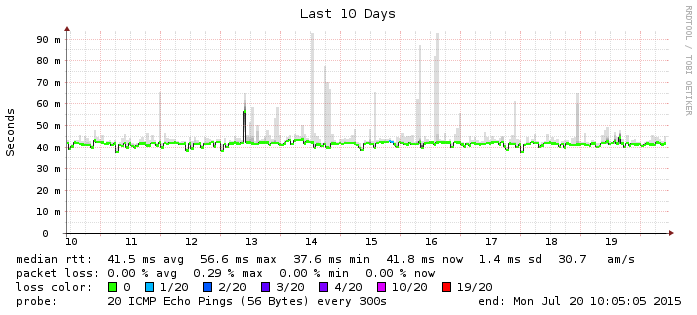 Last 10 Days
RRDTOOL / TOBI OETIKER
Seconds
90 m
80 m
70 m
60 m
50 m
40 m
30 m
20 m
10 m
0
10 11 12 13 14 15 16 17 18 19
median rtt: 41.5 ms avg 56.6 ms max 37.6 ms min 41.8 ms now 1.4 ms sd 30.7 am/s
packet loss: 0.00 % avg 0.29 % max 0.00 % min 0.00 % now
loss color: 0 1/20 2/20 3/20 4/20 10/20 19/20
probe: 20 ICMP Echo Pings (56 Bytes) every 300s end: Mon Jul 20 10:05:05 2015